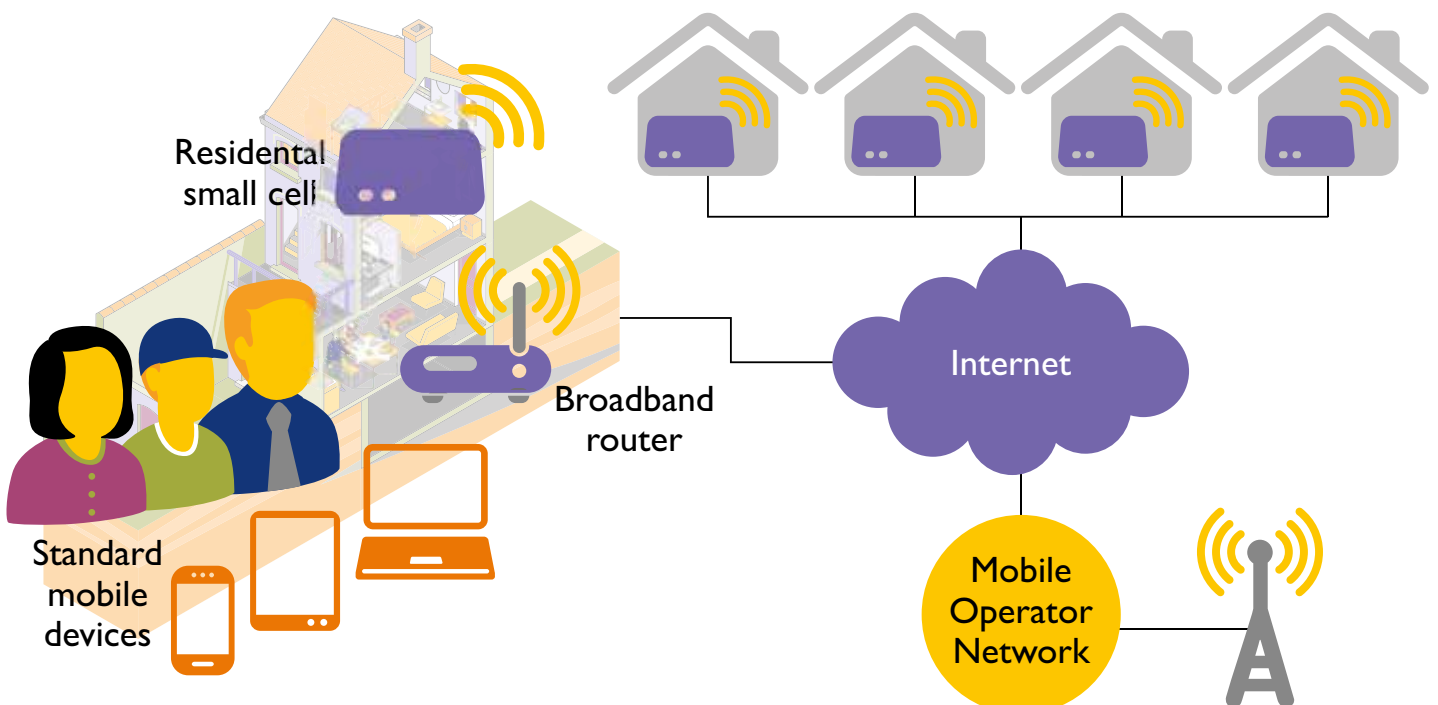 Residental
small cell
Broadband
router
Standard
mobile
devices
Internet
Mobile
Operator
Network